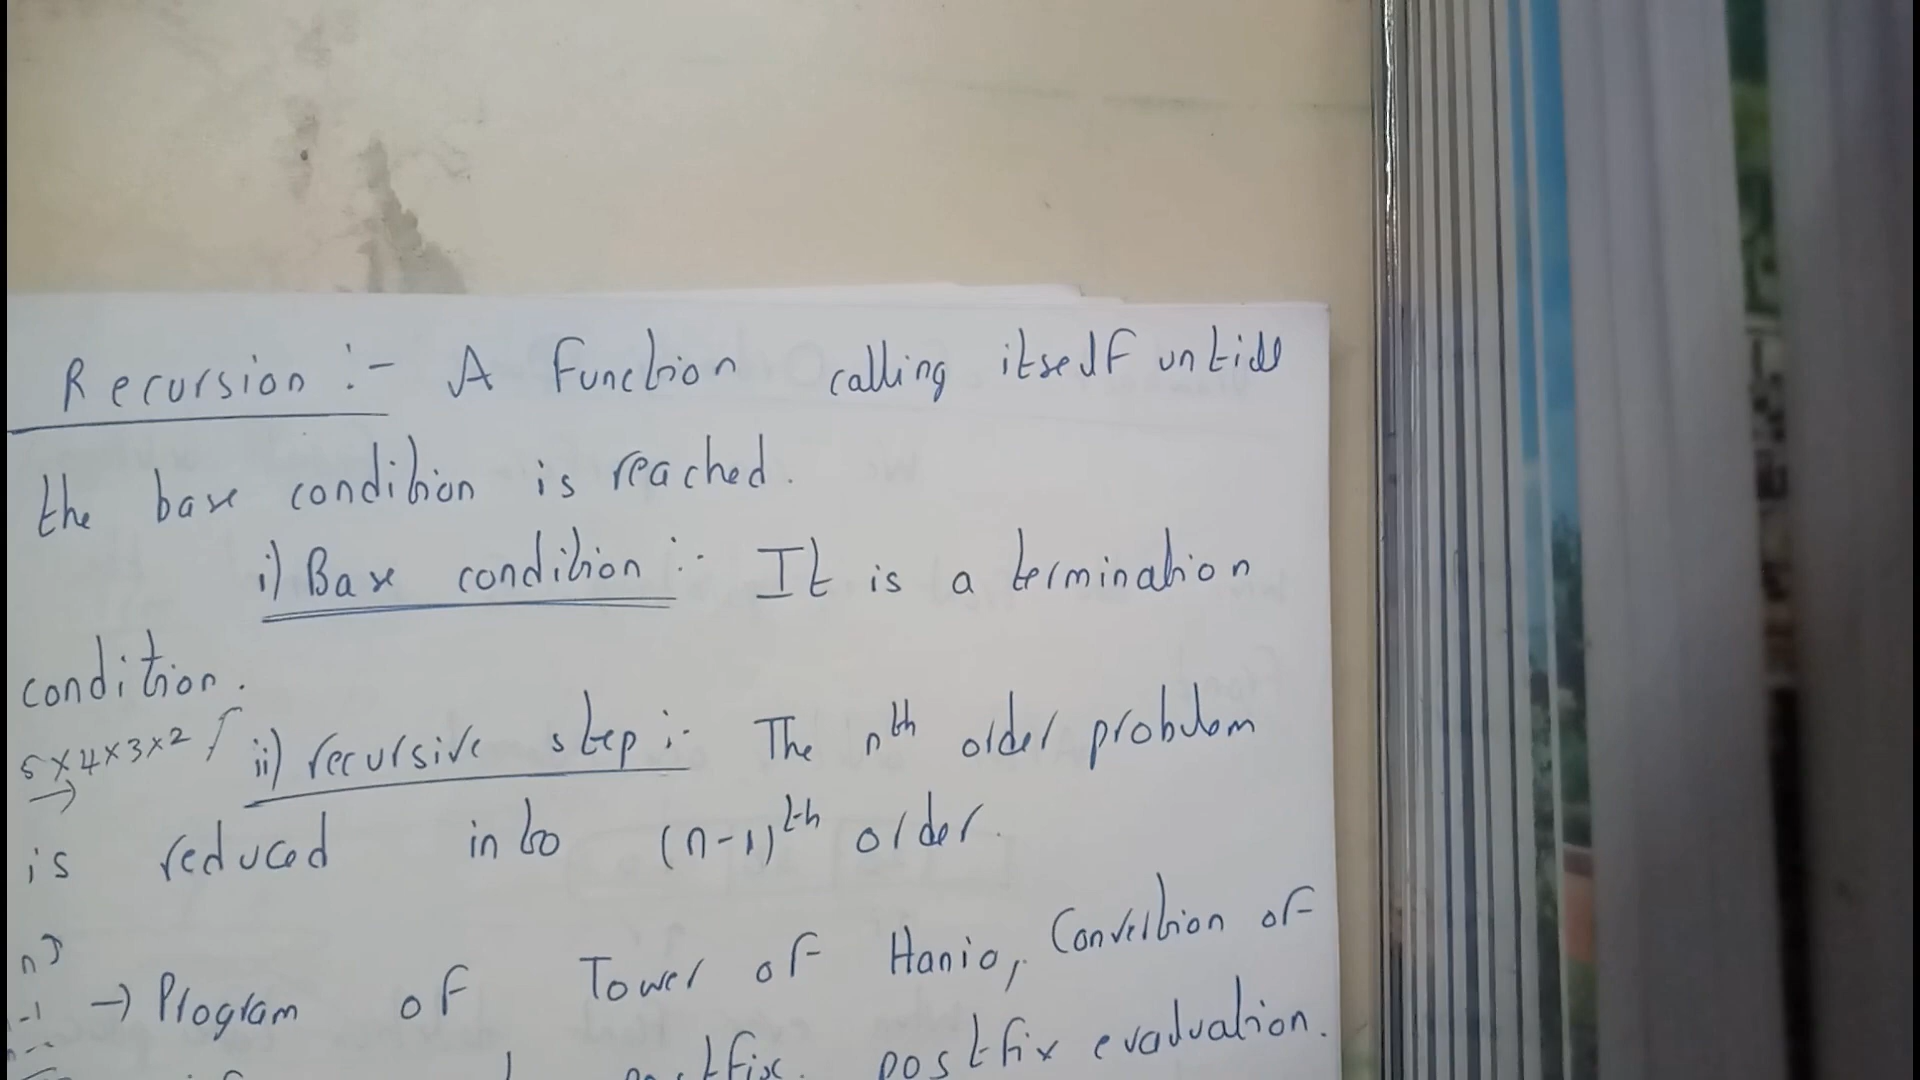 Recursion :- A Function calling itself untill
the base condition is reached.
i) Base condition :- It is a termination
condition.
5×4×3×2
ii) recursive step :- The nth order problem
is reduced into (n-1)th order.
→ Program of Tower of Hanio, Convertion of
postfix evaluation.